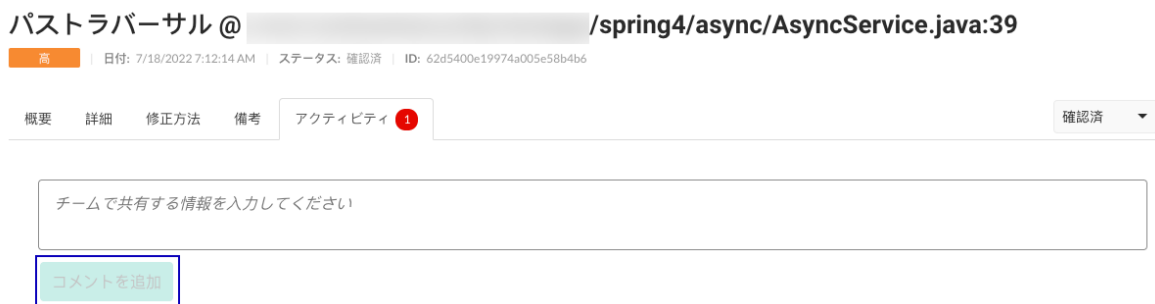 パストラバーサル @ /spring4/async/AsyncService.java:39
高 | 日付: 7/18/2022 7:12:14 AM | ステータス: 確認済 | ID: 62d5400e19974a005e58b4b6
概要 詳細 修正方法 備考 アクティビティ 1 確認済
チームで共有する情報を入力してください
コメントを追加